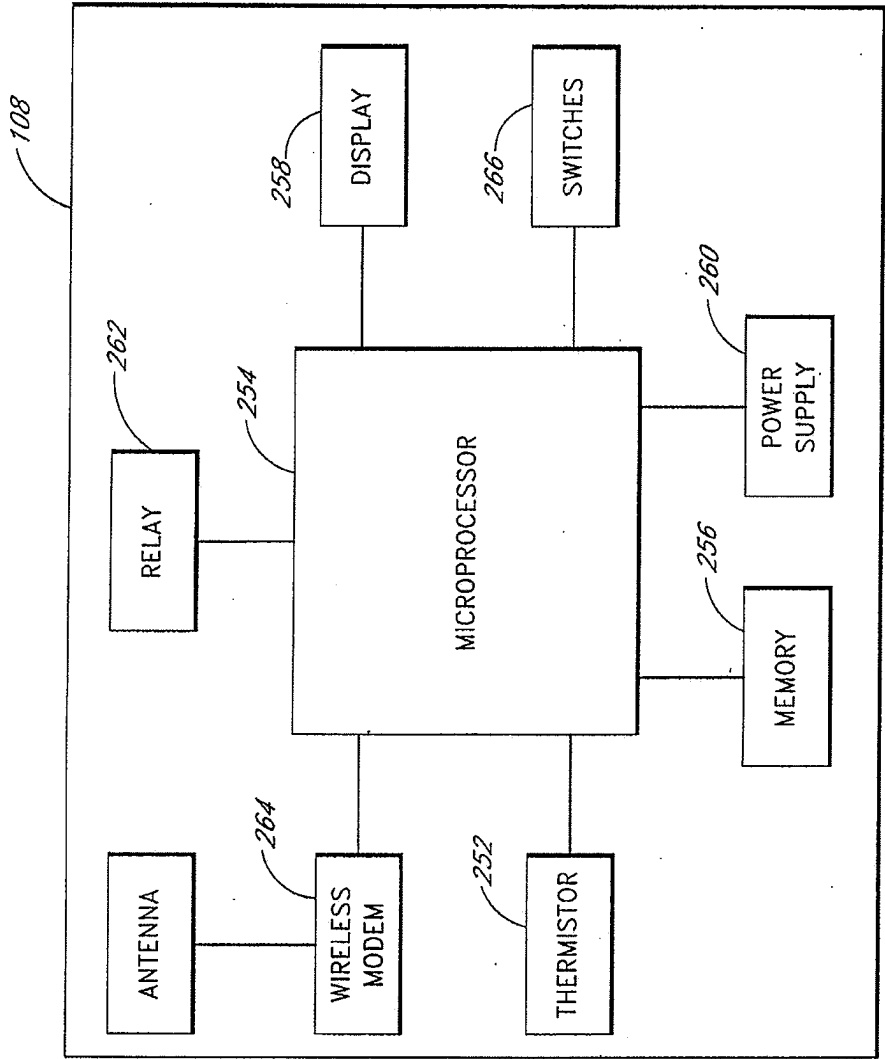 108
ANTENNA
RELAY
262
WIRELESS
MODEM
264
254
DISPLAY
258
MICROPROCESSOR
THERMISTOR
252
SWITCHES
266
MEMORY
256
POWER
SUPPLY
260